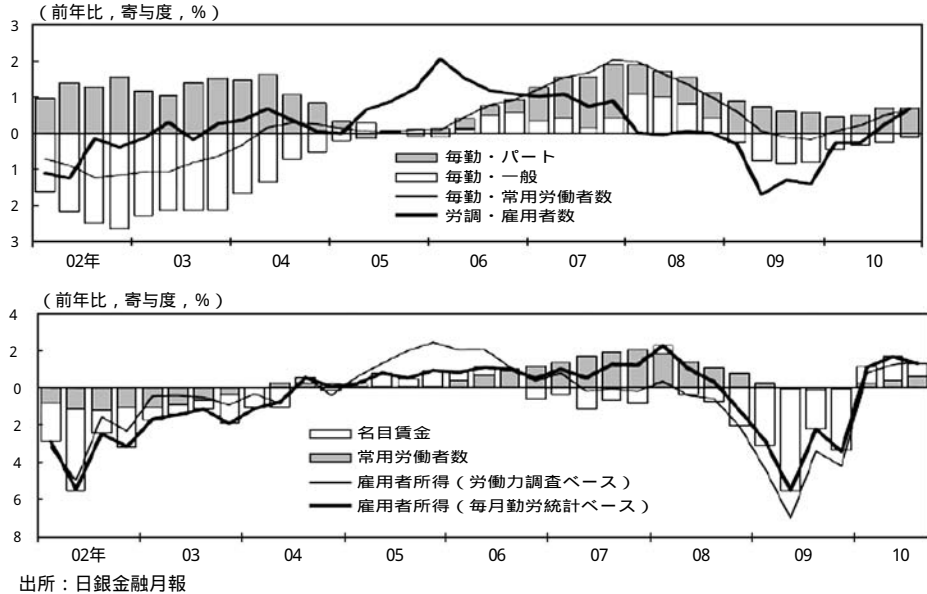 （前年比，寄与度，％）
3
2
1
0
1
2
3
毎勤・パート
毎勤・一般
毎勤・常用労働者数
労調・雇用者数
02年 03 04 05 06 07 08 09 10
（前年比，寄与度，％）
4
2
0
2
4
6
8
名目賃金
常用労働者数
雇用者所得（労働力調査ベース）
雇用者所得（毎月勤労統計ベース）
02年 03 04 05 06 07 08 09 10
出所：日銀金融月報